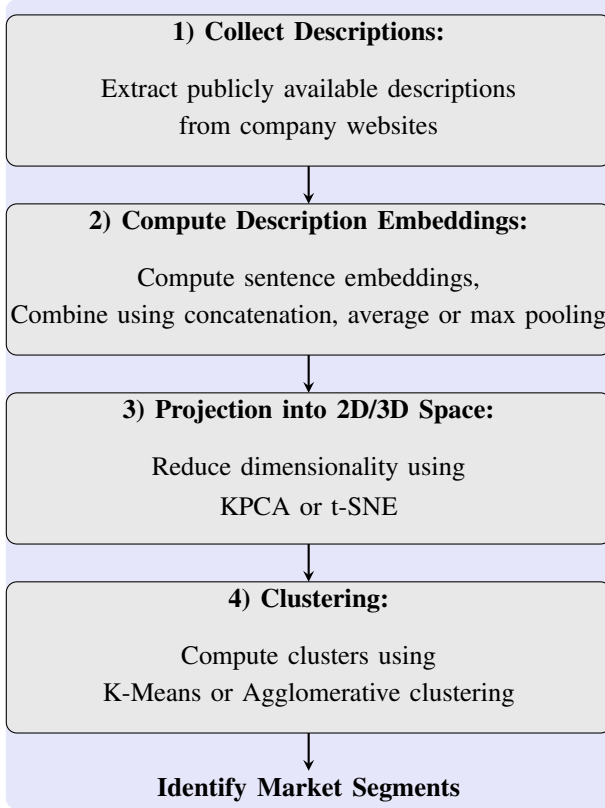 1) Collect Descriptions:
Extract publicly available descriptions
from company websites
2) Compute Description Embeddings:
Compute sentence embeddings,
Combine using concatenation, average or max pooling
3) Projection into 2D/3D Space:
Reduce dimensionality using
KPCA or t-SNE
4) Clustering:
Compute clusters using
K-Means or Agglomerative clustering
Identify Market Segments